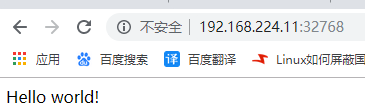 不安全 | 192.168.224.11:32768
应用 百度搜索 译 百度翻译 Linux如何屏蔽国
Hello world!